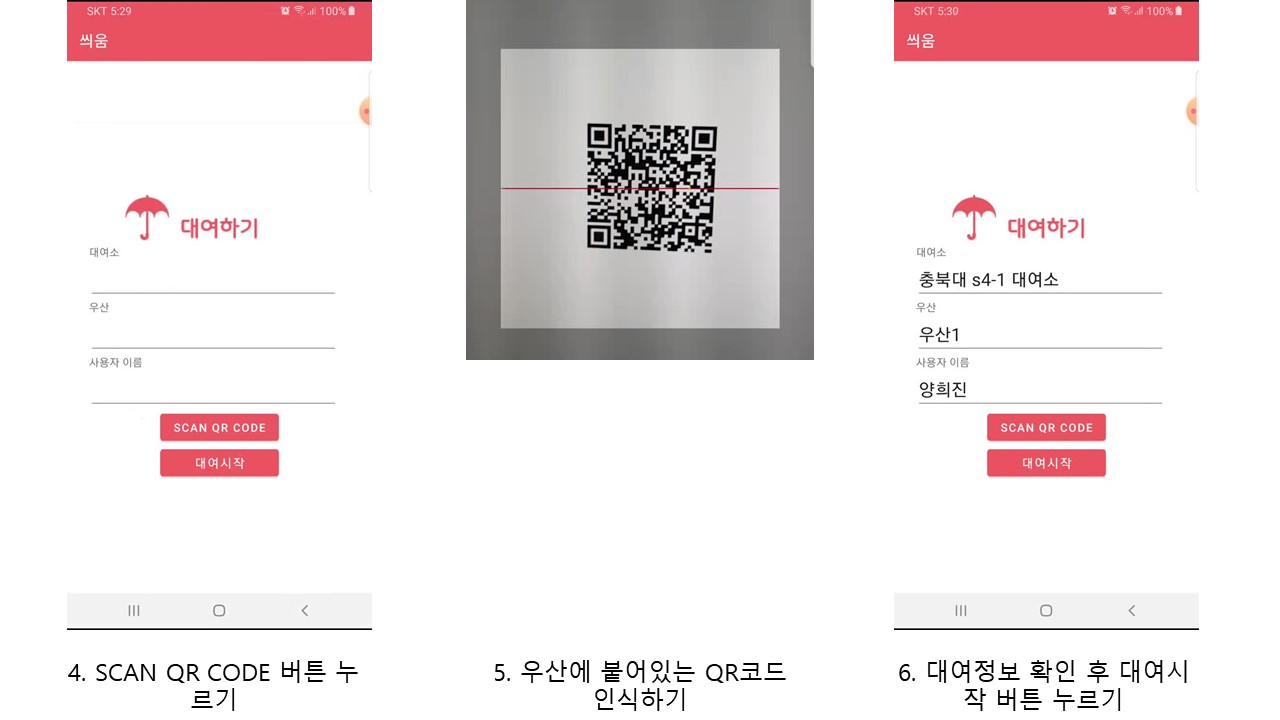 SKT 5:29 100%
씌움
대여하기
대여소
우산
사용자 이름
SCAN QR CODE
대여시작
4. SCAN QR CODE 버튼 누
르기
5. 우산에 붙어있는 QR코드
인식하기
SKT 5:30 100%
씌움
대여하기
대여소
충북대 s4-1 대여소
우산
우산1
사용자 이름
양희진
SCAN QR CODE
대여시작
6. 대여정보 확인 후 대여시
작 버튼 누르기